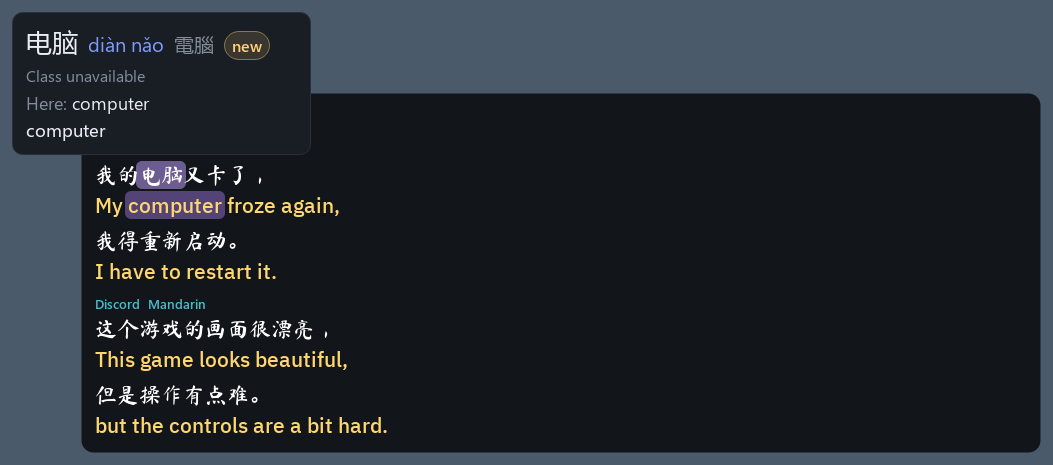 电脑 diàn nǎo 電腦 new
Class unavailable
Here: computer
computer
我的电脑又卡了，
My computer froze again,
我得重新启动。
I have to restart it.
Discord Mandarin
这个游戏的画面很漂亮，
This game looks beautiful,
但是操作有点难。
but the controls are a bit hard.